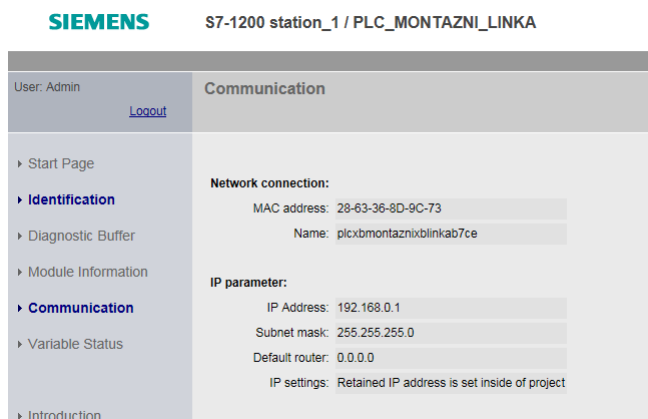 SIEMENS
S7-1200 station_1 / PLC_MONTAZNI_LINKA
User: Admin
Logout
Communication
Start Page
Identification
Diagnostic Buffer
Module Information
Communication
Variable Status
Introduction
Network connection:
MAC address: 28-63-36-8D-9C-73
Name: plcxbmontaznixblinkab7ce
IP parameter:
IP Address: 192.168.0.1
Subnet mask: 255.255.255.0
Default router: 0.0.0.0
IP settings: Retained IP address is set inside of project